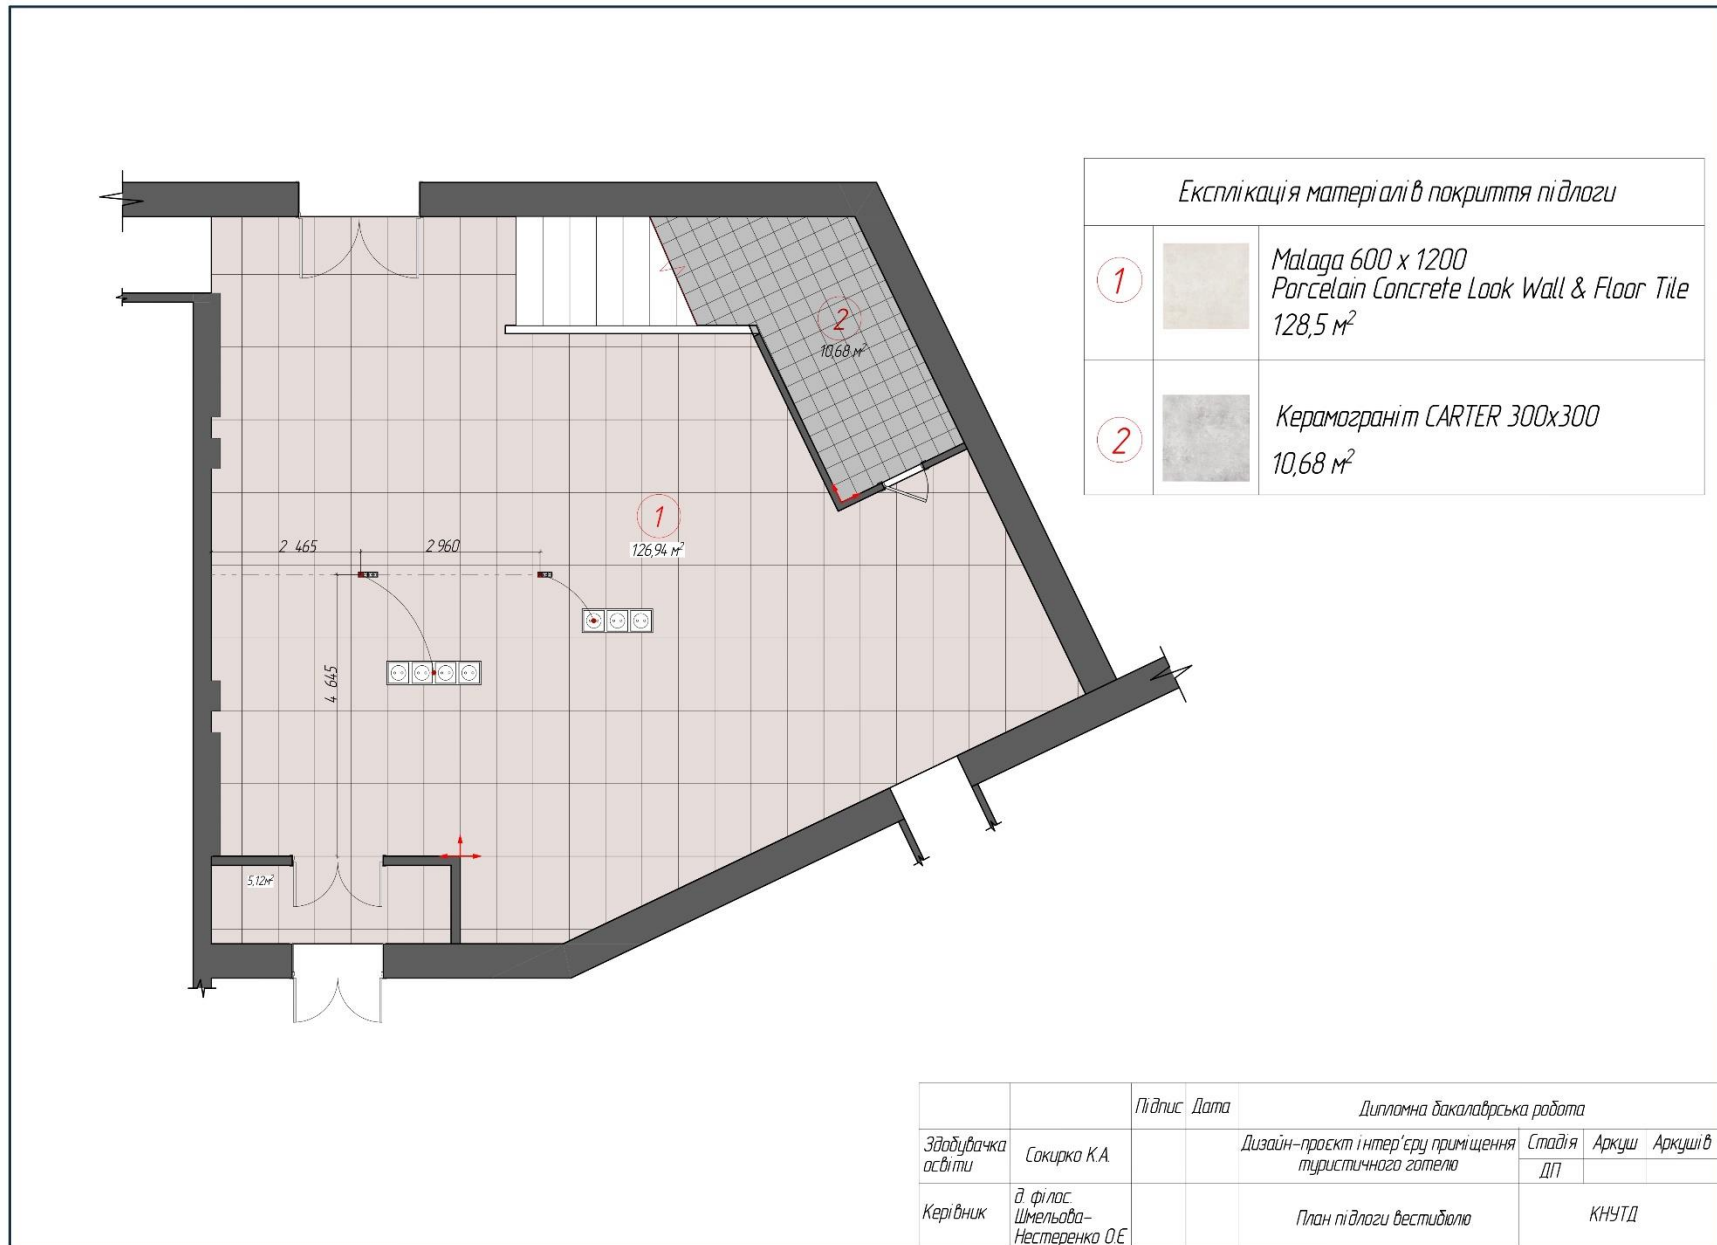 Експлікація матеріалів покриття підлоги
1
Malaga 600 x 1200
Porcelain Concrete Look Wall & Floor Tile
128,5 м²
2
Керамограніт CARTER 300x300
10,68 м²
2
10,68 м²
1
126,94 м²
2 465
2 960
4 645
5,12м²
Підпис
Дата
Дипломна бакалаврська робота
Здобувачка
освіти
Сокирко К.А.
Дизайн-проєкт інтер'єру приміщення
туристичного готелю
Стадія
Аркуш
Аркушів
ДП
Керівник
д. філос.
Шмельова-
Нестеренко О.Є
План підлоги вестибюлю
КНУТД